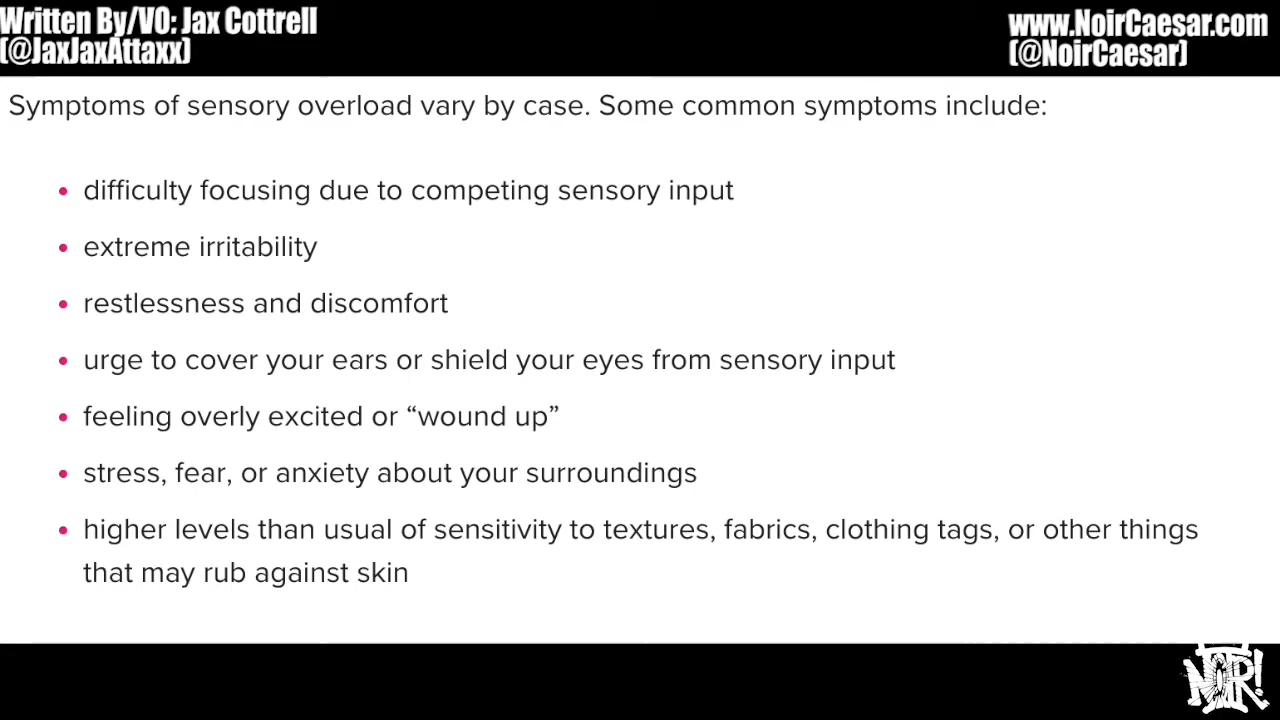 Written By/VO: Jax Cottrell
(@JaxJaxAttaxx)
www.NoirCaesar.com
(@NoirCaesar)
Symptoms of sensory overload vary by case. Some common symptoms include:
• difficulty focusing due to competing sensory input
• extreme irritability
• restlessness and discomfort
• urge to cover your ears or shield your eyes from sensory input
• feeling overly excited or “wound up”
• stress, fear, or anxiety about your surroundings
• higher levels than usual of sensitivity to textures, fabrics, clothing tags, or other things
that may rub against skin